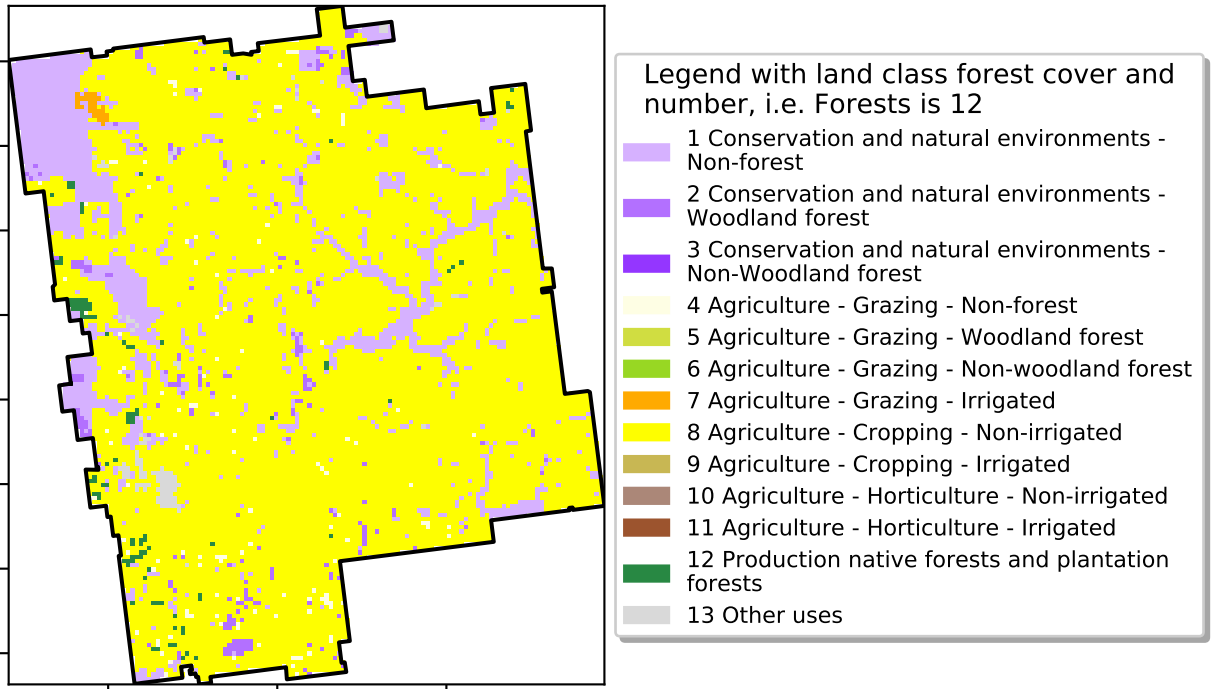 Legend with land class forest cover and
number, i.e. Forests is 12
1 Conservation and natural environments -
Non-forest
2 Conservation and natural environments -
Woodland forest
3 Conservation and natural environments -
Non-Woodland forest
4 Agriculture - Grazing - Non-forest
5 Agriculture - Grazing - Woodland forest
6 Agriculture - Grazing - Non-woodland forest
7 Agriculture - Grazing - Irrigated
8 Agriculture - Cropping - Non-irrigated
9 Agriculture - Cropping - Irrigated
10 Agriculture - Horticulture - Non-irrigated
11 Agriculture - Horticulture - Irrigated
12 Production native forests and plantation
forests
13 Other uses